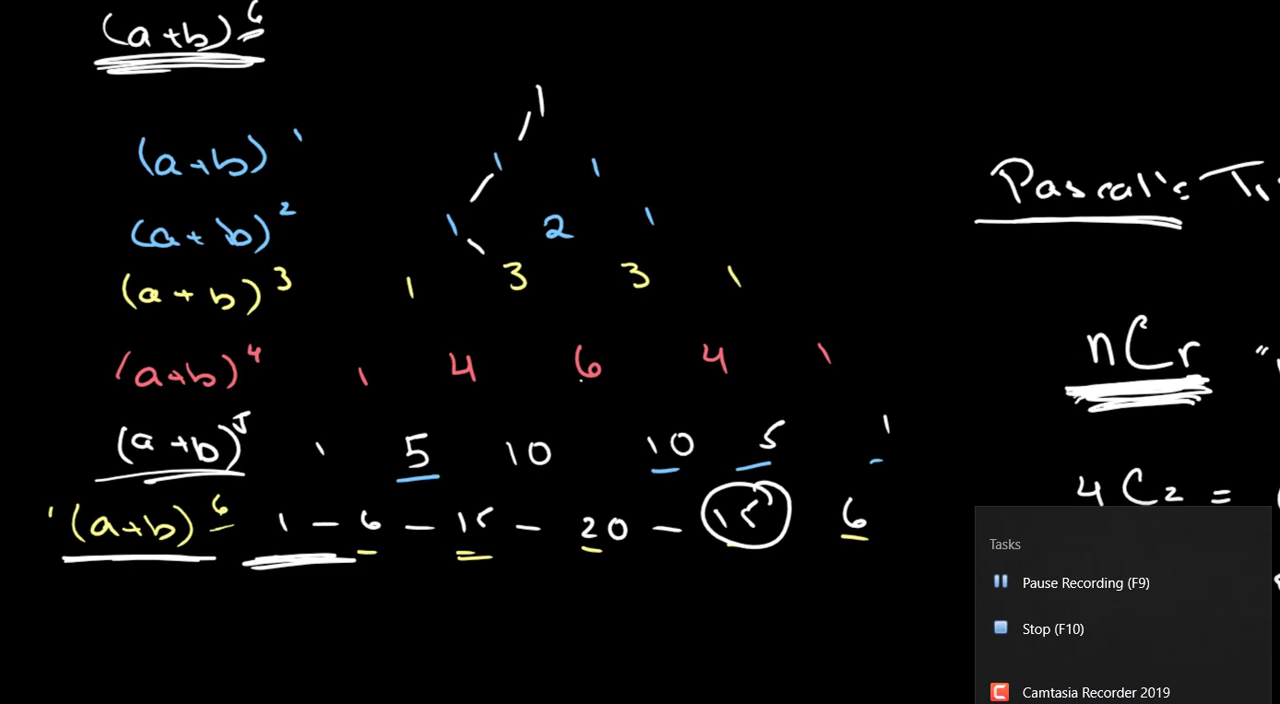 (a+b)⁶
1
(a+b)¹ 1 1
(a+b)² 1 2 1
(a+b)³ 1 3 3 1
(a+b)⁴ 1 4 6 4 1
(a+b)⁵ 1 5 10 10 5 1
(a+b)⁶ 1 - 6 - 15 - 20 - 15 6
Pascal's
nCr
4C2 =
Tasks
Pause Recording (F9)
Stop (F10)
Camtasia Recorder 2019